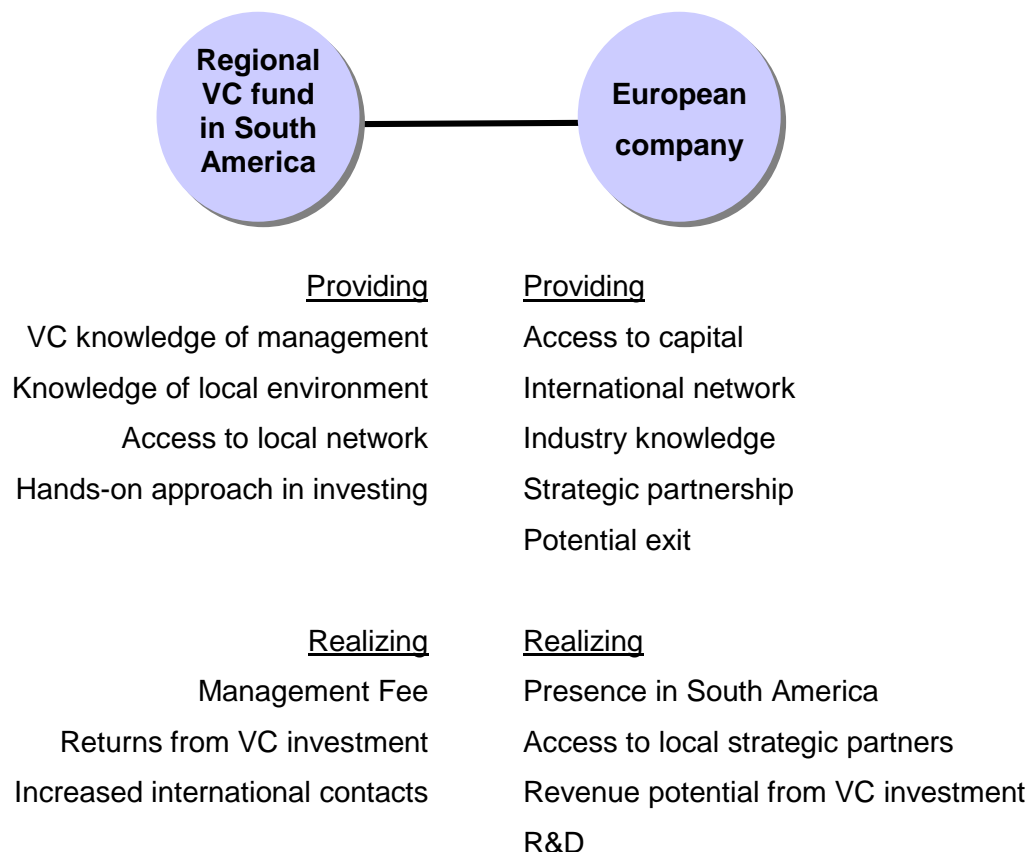 Regional
VC fund
in South
America
European
company
Providing
VC knowledge of management
Knowledge of local environment
Access to local network
Hands-on approach in investing
Providing
Access to capital
International network
Industry knowledge
Strategic partnership
Potential exit
Realizing
Management Fee
Returns from VC investment
Increased international contacts
Realizing
Presence in South America
Access to local strategic partners
Revenue potential from VC investment
R&D